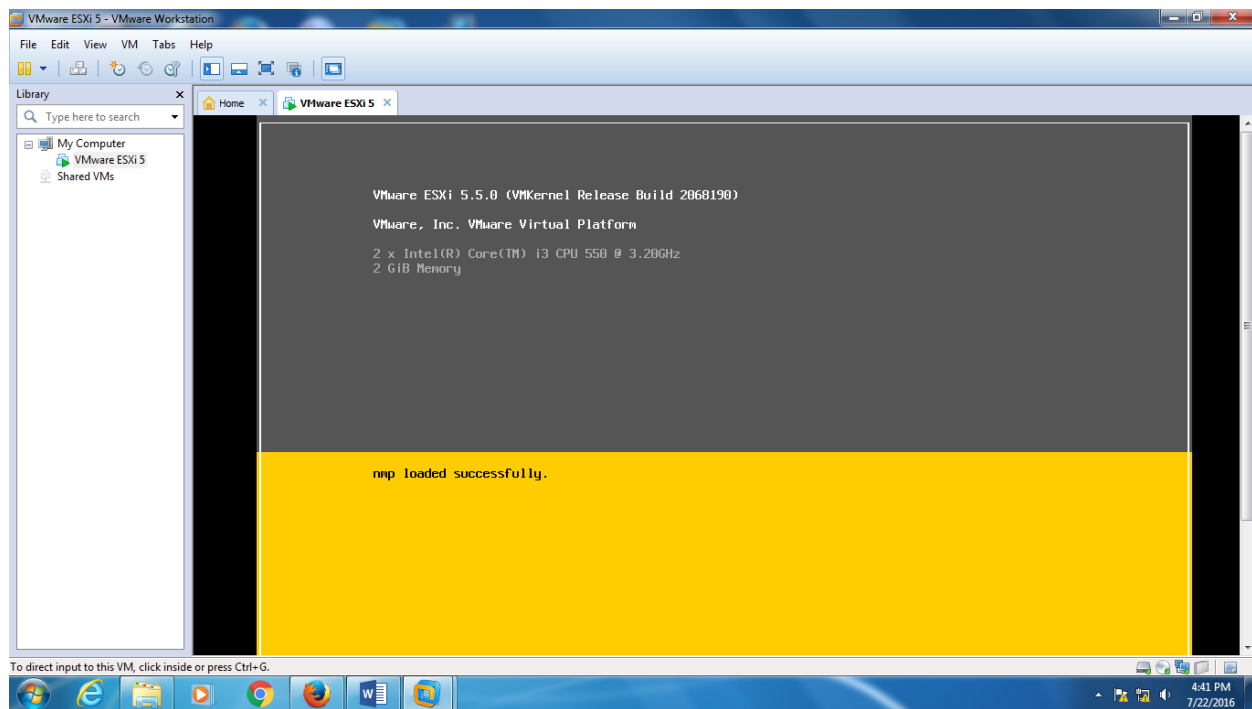 VMware ESXi 5 - VMware Workstation
File Edit View VM Tabs Help
Library
Type here to search
My Computer
VMware ESXi 5
Shared VMs
Home
VMware ESXi 5
VMware ESXi 5.5.0 (VMKernel Release Build 2068190)
VMware, Inc. VMware Virtual Platform
2 x Intel(R) Core(TM) i3 CPU 550 @ 3.20GHz
2 GiB Memory
nmp loaded successfully.
To direct input to this VM, click inside or press Ctrl+G.
4:41 PM
7/22/2016